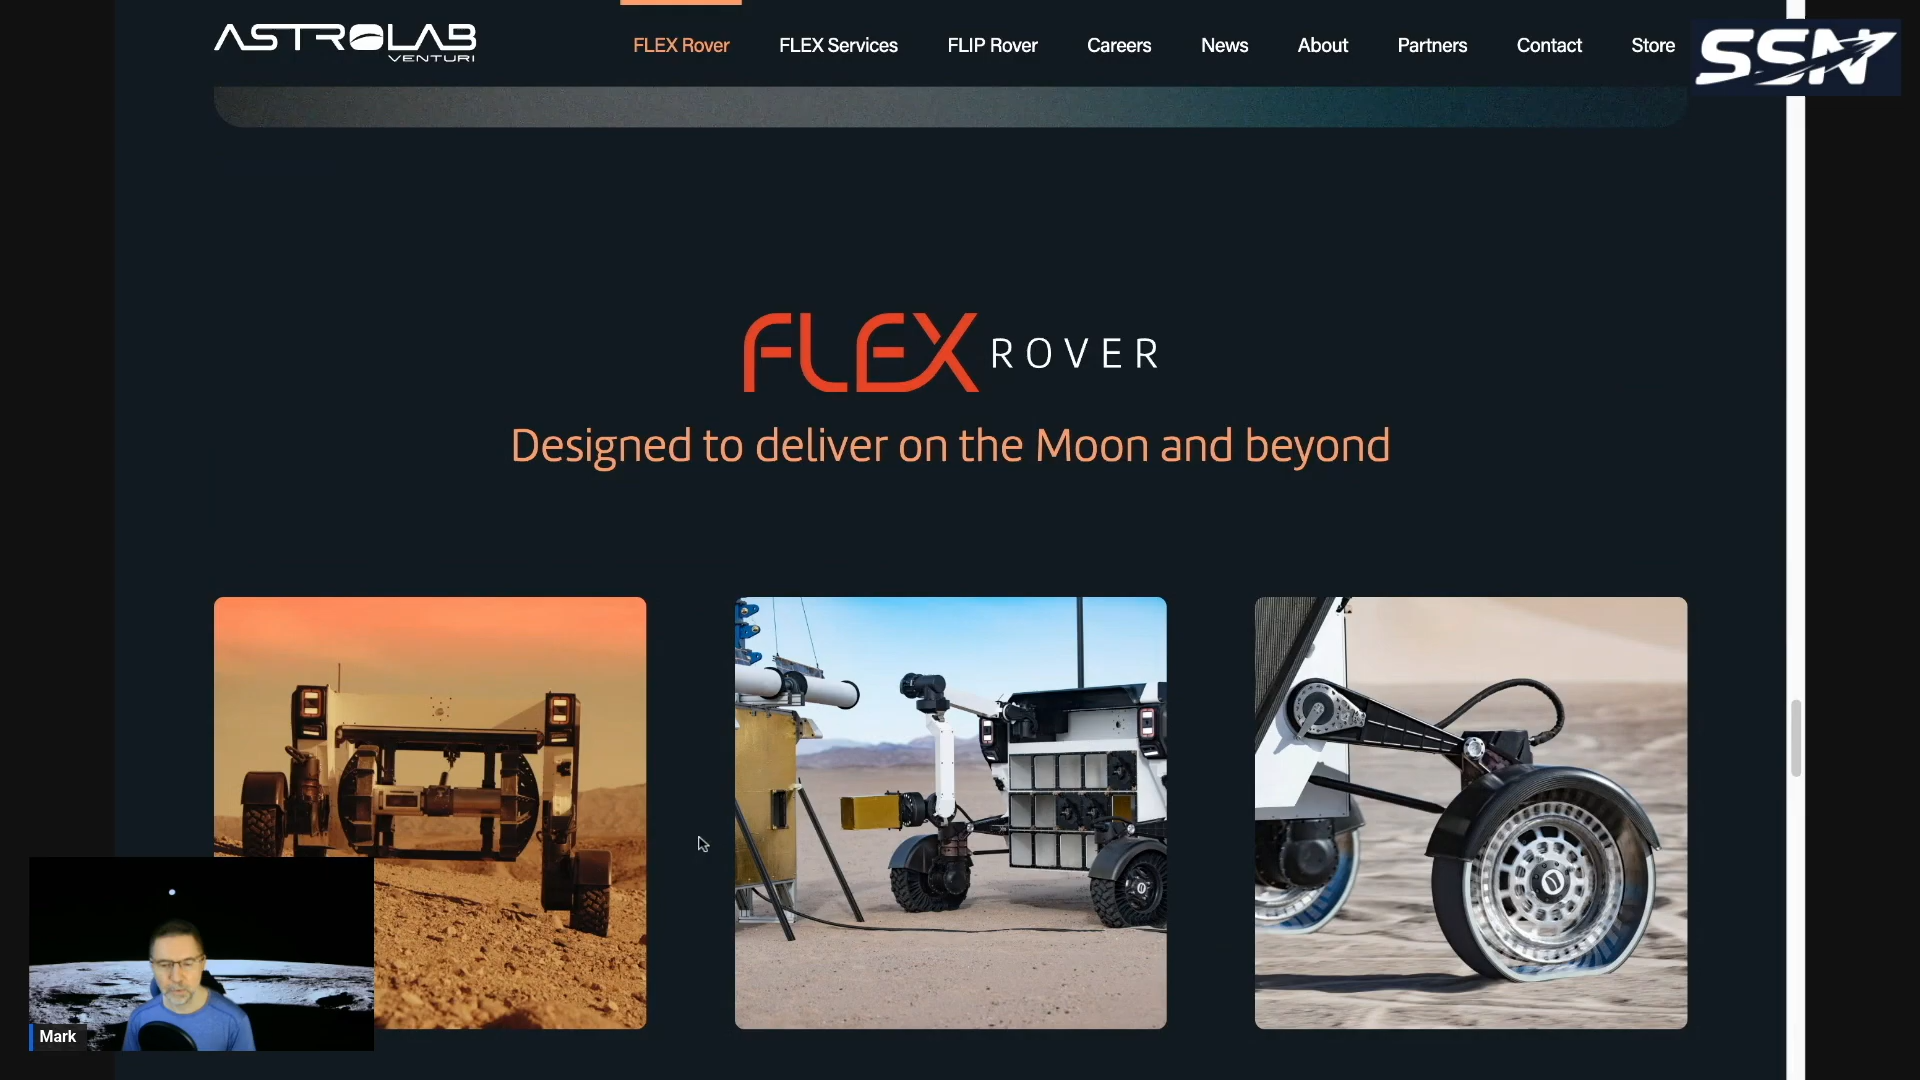 ASTROLAB
VENTURI
FLEX Rover
FLEX Services
FLIP Rover
Careers
News
About
Partners
Contact
Store
SSN
FLEX ROVER
Designed to deliver on the Moon and beyond
Mark